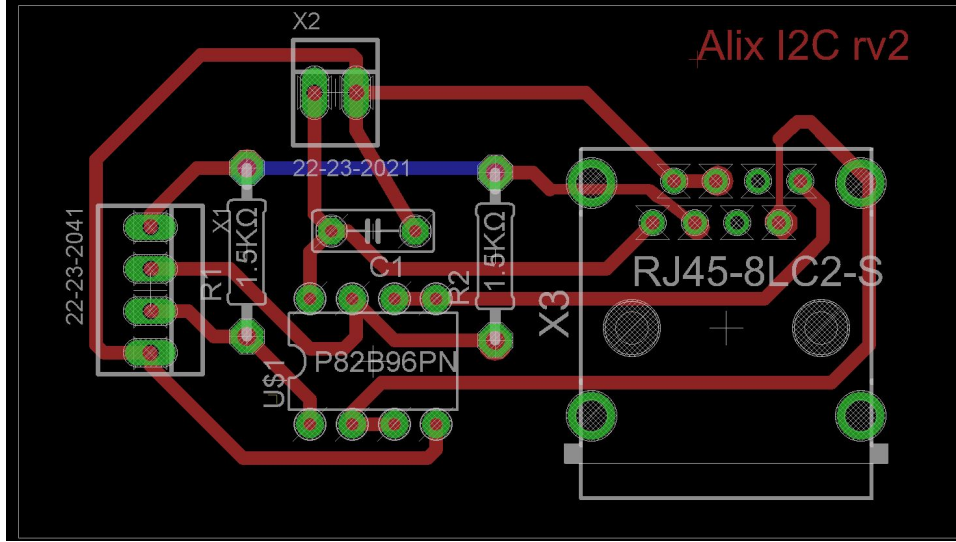 X2
Alix I2C rv2
22-23-2021
22-23-2041
X1
1.5KΩ
R1
C1
1.5KΩ
R2
RJ45-8LC2-S
X3
P82B96PN
U$1